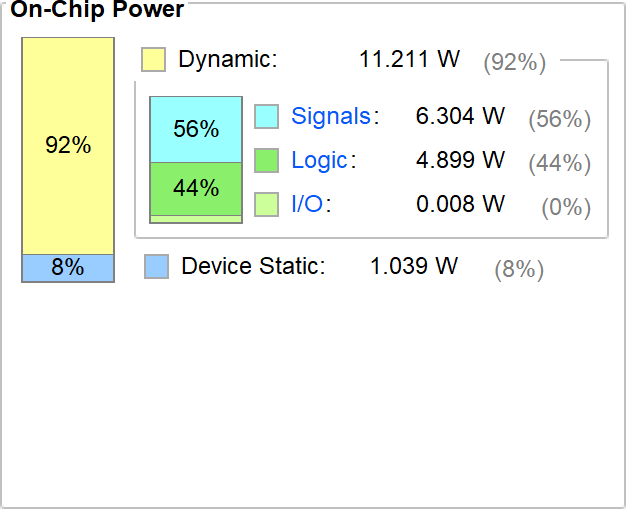 On-Chip Power
Dynamic: 11.211 W (92%)
92%
56%
Signals: 6.304 W (56%)
44%
Logic: 4.899 W (44%)
I/O: 0.008 W (0%)
8%
Device Static: 1.039 W (8%)